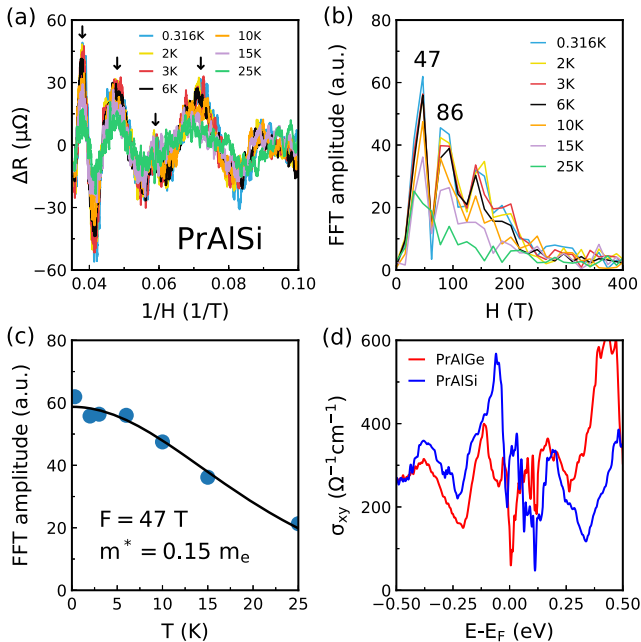 (a)
0.316K
2K
3K
6K
10K
15K
25K
60
30
0
−30
−60
ΔR (μΩ)
PrAlSi
0.04
0.06
0.08
0.10
1/H (1/T)
(b)
47
86
0.316K
2K
3K
6K
10K
15K
25K
80
60
40
20
0
FFT amplitude (a.u.)
0
100
200
300
400
H (T)
(c)
80
60
40
20
0
FFT amplitude (a.u.)
F = 47 T
m* = 0.15 mₑ
0
5
10
15
20
25
T (K)
(d)
PrAlGe
PrAlSi
600
400
200
0
σxy (Ω⁻¹cm⁻¹)
−0.50
−0.25
0.00
0.25
0.50
E-EF (eV)